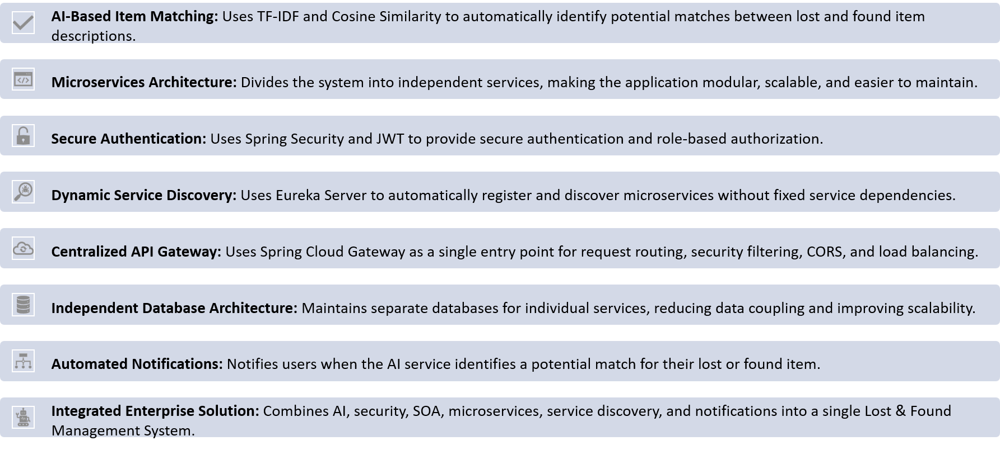 AI-Based Item Matching: Uses TF-IDF and Cosine Similarity to automatically identify potential matches between lost and found item
descriptions.
Microservices Architecture: Divides the system into independent services, making the application modular, scalable, and easier to maintain.
Secure Authentication: Uses Spring Security and JWT to provide secure authentication and role-based authorization.
Dynamic Service Discovery: Uses Eureka Server to automatically register and discover microservices without fixed service dependencies.
Centralized API Gateway: Uses Spring Cloud Gateway as a single entry point for request routing, security filtering, CORS, and load balancing.
Independent Database Architecture: Maintains separate databases for individual services, reducing data coupling and improving scalability.
Automated Notifications: Notifies users when the AI service identifies a potential match for their lost or found item.
Integrated Enterprise Solution: Combines AI, security, SOA, microservices, service discovery, and notifications into a single Lost & Found
Management System.